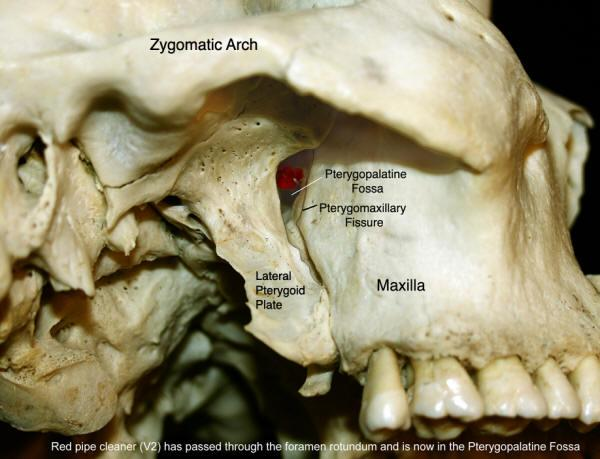 Zygomatic Arch
Pterygopalatine
Fossa
Pterygomaxillary
Fissure
Lateral
Pterygoid
Plate
Maxilla
Red pipe cleaner (V2) has passed through the foramen rotundum and is now in the Pterygopalatine Fossa